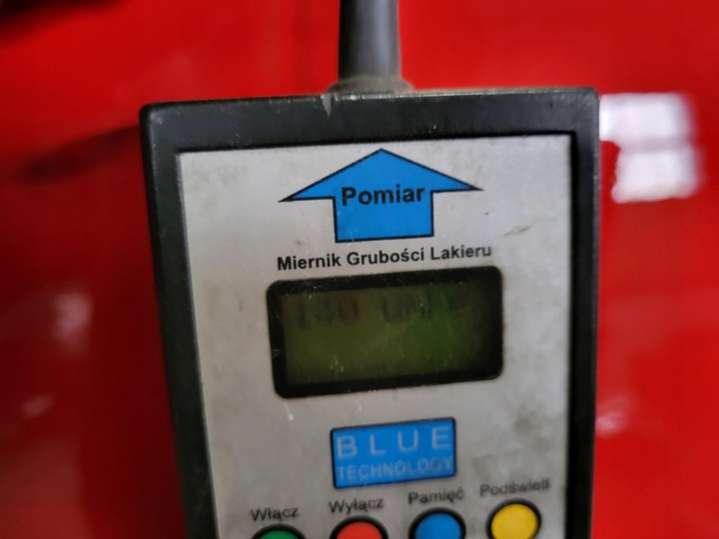 Pomiar
Miernik Grubości Lakieru
BLUE
TECHNOLOGY
Włącz Wyłącz Pamięć Podświetl